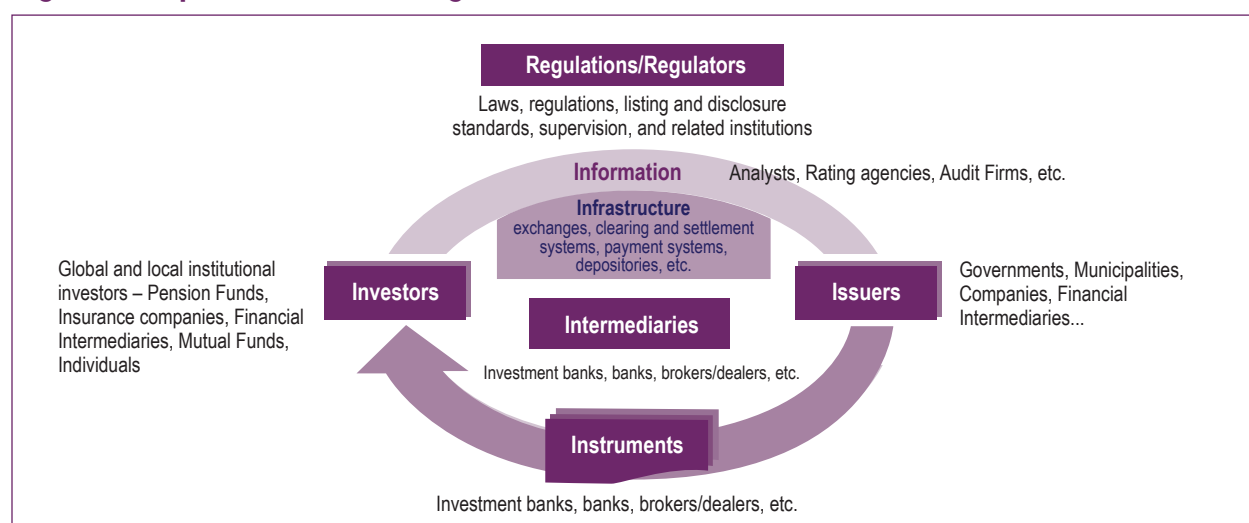 Regulations/Regulators
Laws, regulations, listing and disclosure
standards, supervision, and related institutions
Information
Analysts, Rating agencies, Audit Firms, etc.
Infrastructure
exchanges, clearing and settlement
systems, payment systems,
depositories, etc.
Global and local institutional
investors – Pension Funds,
Insurance companies, Financial
Intermediaries, Mutual Funds,
Individuals
Investors
Issuers
Governments, Municipalities,
Companies, Financial
Intermediaries...
Intermediaries
Investment banks, banks, brokers/dealers, etc.
Instruments
Investment banks, banks, brokers/dealers, etc.